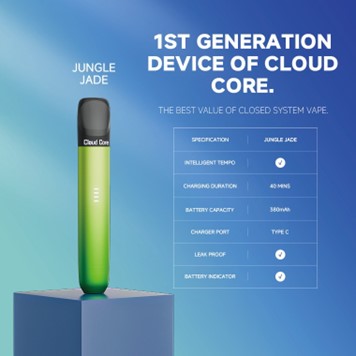 1ST GENERATION
DEVICE OF CLOUD
CORE.
THE BEST VALUE OF CLOSED SYSTEM VAPE.
JUNGLE
JADE
Cloud Core
SPECIFICATION JUNGLE JADE
INTELLIGENT TEMPO
CHARGING DURATION 40 MINS
BATTERY CAPACITY 380mAh
CHARGER PORT TYPE C
LEAK PROOF
BATTERY INDICATOR